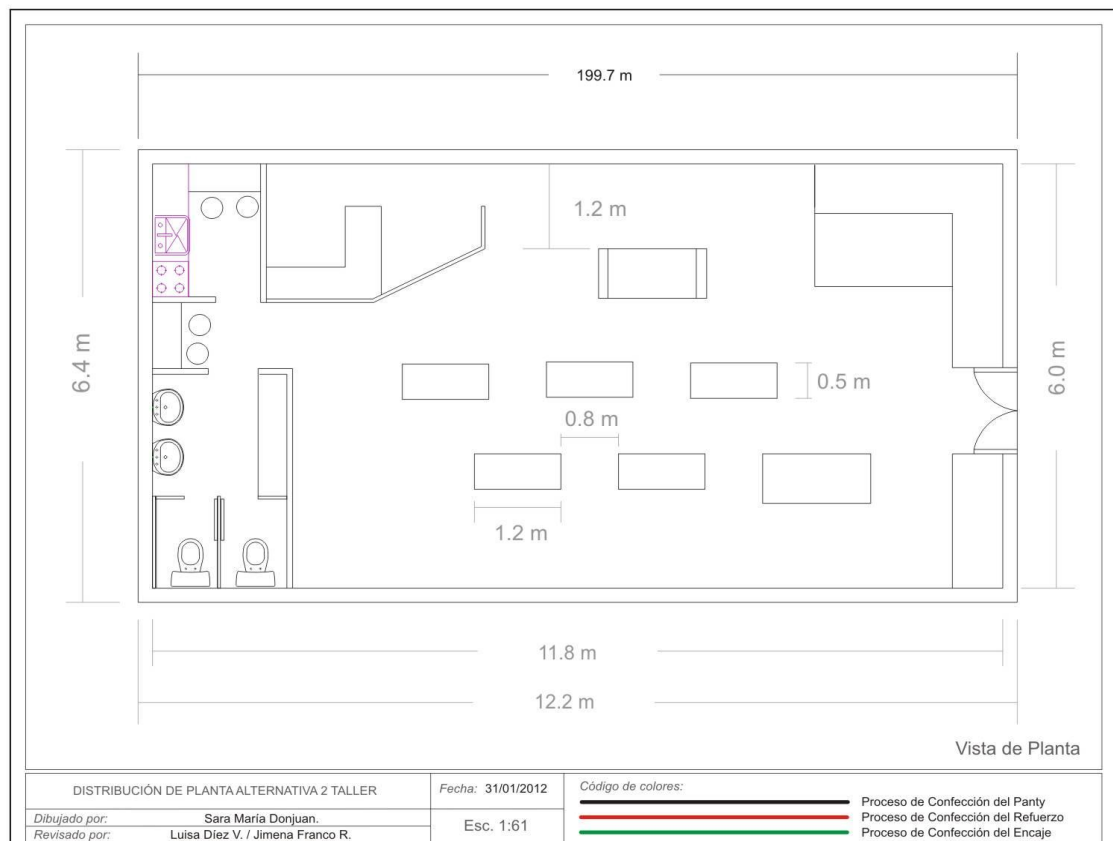 199.7 m
1.2 m
6.4 m
6.0 m
0.5 m
0.8 m
1.2 m
11.8 m
12.2 m
Vista de Planta
DISTRIBUCIÓN DE PLANTA ALTERNATIVA 2 TALLER
Dibujado por: Sara María Donjuan.
Revisado por: Luisa Díez V. / Jimena Franco R.
Fecha: 31/01/2012
Esc. 1:61
Código de colores:
Proceso de Confección del Panty
Proceso de Confección del Refuerzo
Proceso de Confección del Encaje